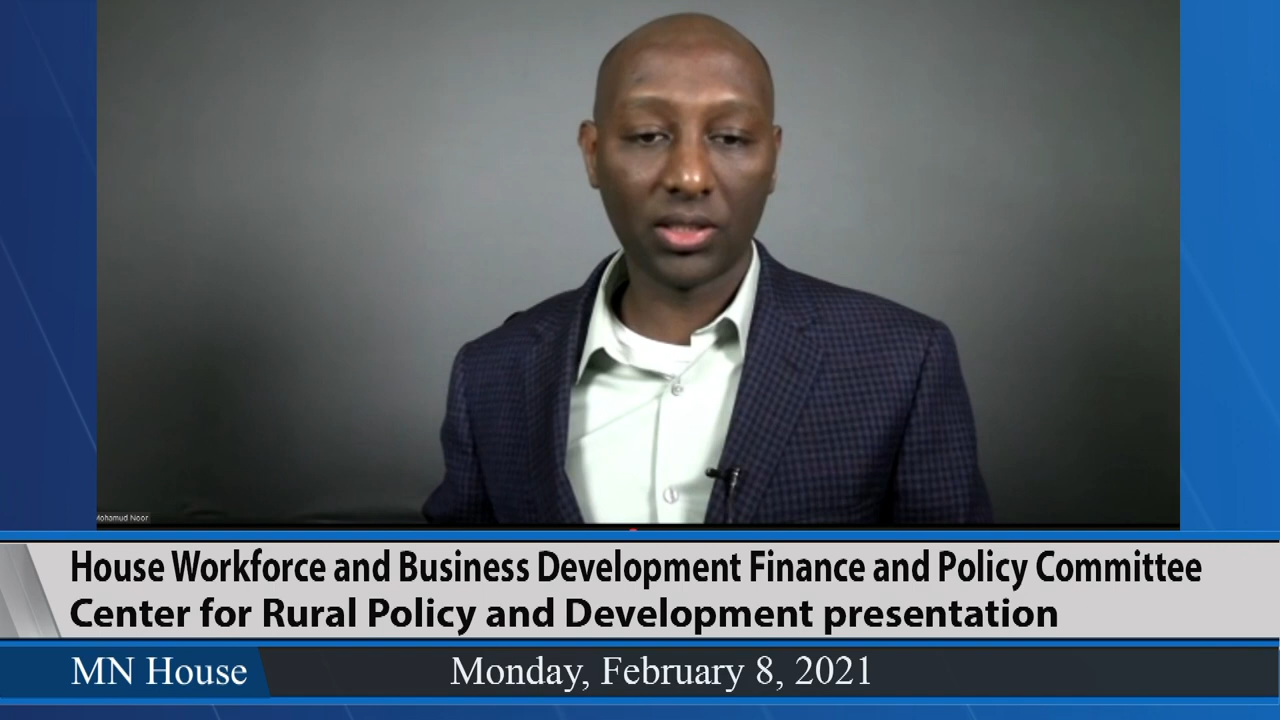 Mohamud Noor
House Workforce and Business Development Finance and Policy Committee
Center for Rural Policy and Development presentation
MN House
Monday, February 8, 2021